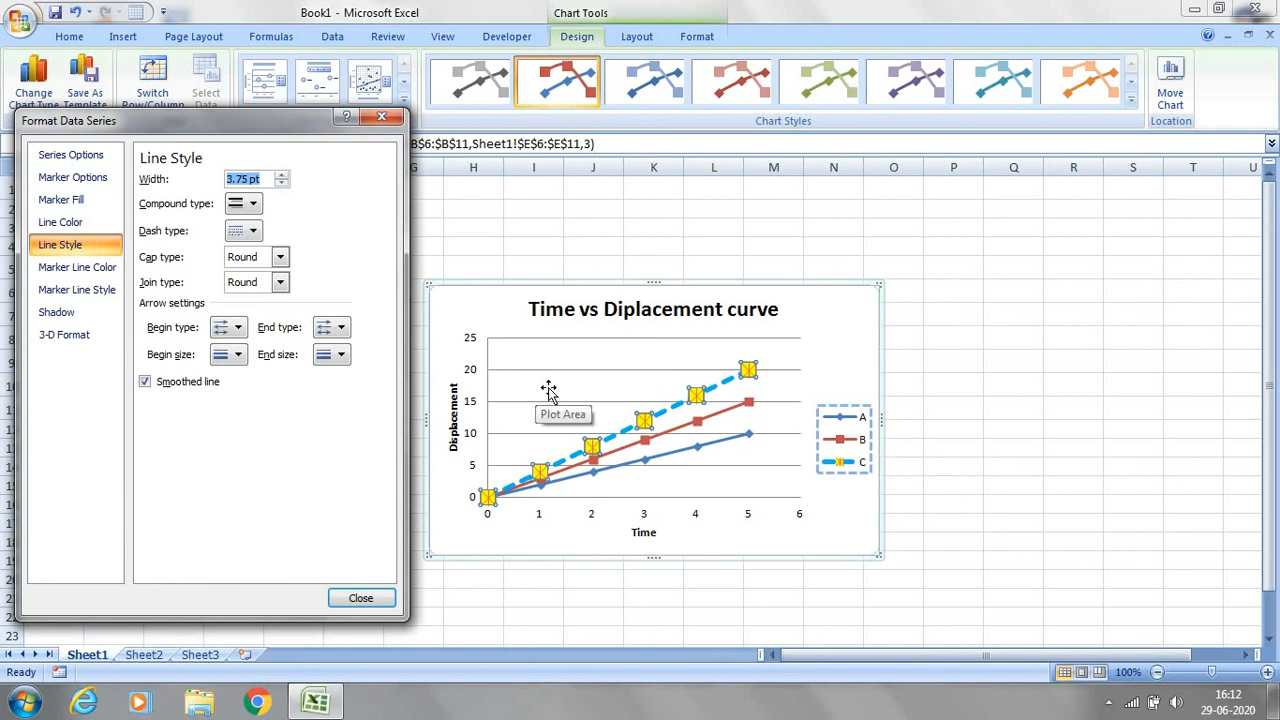 Book1 - Microsoft Excel
Chart Tools
Home Insert Page Layout Formulas Data Review View Developer Design Layout Format
Change
Chart Type
Save As
Template
Switch
Row/Column
Select
Data
Chart Styles
Move
Chart
Location
B$6:$B$11,Sheet1!$E$6:$E$11,3)
G H I J K L M N O P Q R S T U
Format Data Series
Series Options
Marker Options
Marker Fill
Line Color
Line Style
Marker Line Color
Marker Line Style
Shadow
3-D Format
Line Style
Width: 3.75 pt
Compound type:
Dash type:
Cap type: Round
Join type: Round
Arrow settings
Begin type: End type:
Begin size: End size:
Smoothed line
Close
Time vs Diplacement curve
25
20
15
10
5
0
Displacement
0 1 2 3 4 5 6
Time
Plot Area
A
B
C
23
Sheet1 Sheet2 Sheet3
Ready
100%
16:12
29-06-2020